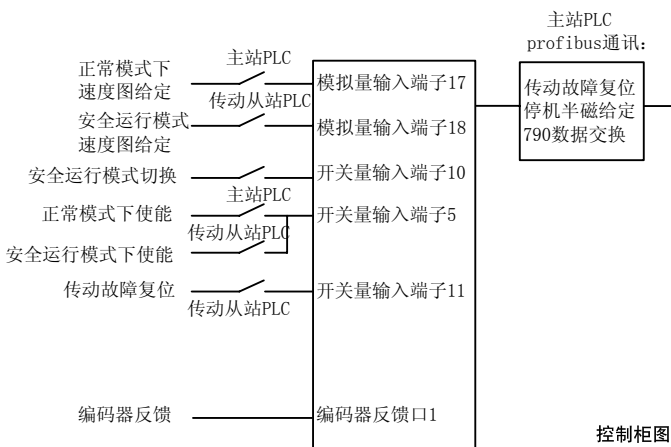 主站PLC
profibus通讯:
正常模式下
速度图给定
主站PLC
模拟量输入端子17
传动故障复位
停机半磁给定
790数据交换
传动从站PLC
安全运行模式
速度图给定
模拟量输入端子18
安全运行模式切换
开关量输入端子10
主站PLC
正常模式下使能
开关量输入端子5
传动从站PLC
安全运行模式下使能
传动故障复位
开关量输入端子11
传动从站PLC
编码器反馈
编码器反馈口1
控制柜图